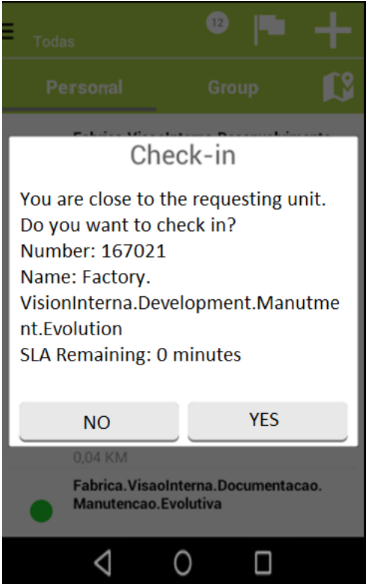 12
Todas
Personal Group
Fabrica.VisaoInterna.Desenvolvimento.
Check-in
You are close to the requesting unit.
Do you want to check in?
Number: 167021
Name: Factory.
VisionInterna.Development.Manutme
nt.Evolution
SLA Remaining: 0 minutes
NO YES
0,04 KM
Fabrica.VisaoInterna.Documentacao.
Manutencao.Evolutiva